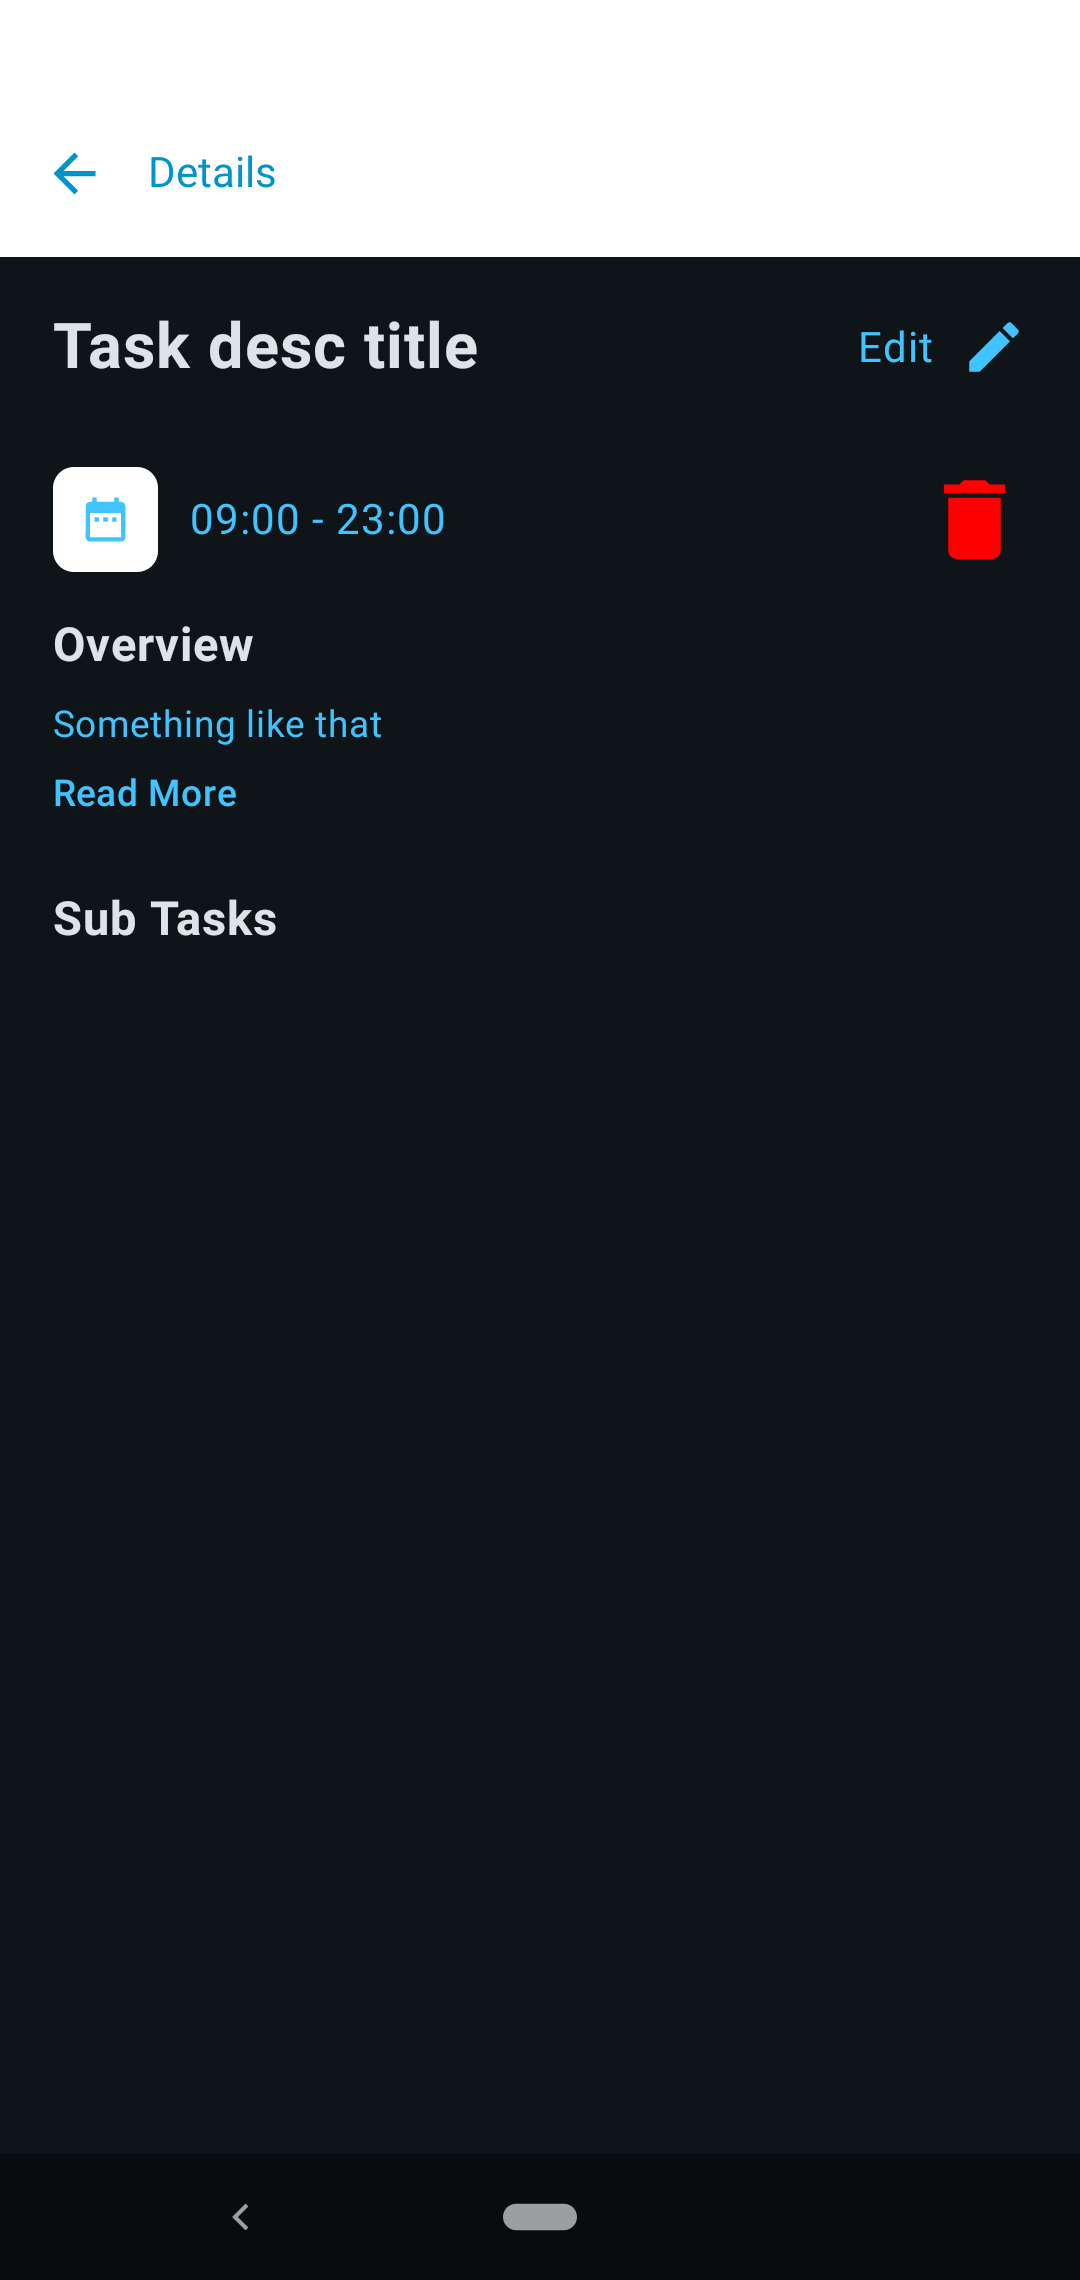 Details
Task desc title
Edit
09:00 - 23:00
Overview
Something like that
Read More
Sub Tasks